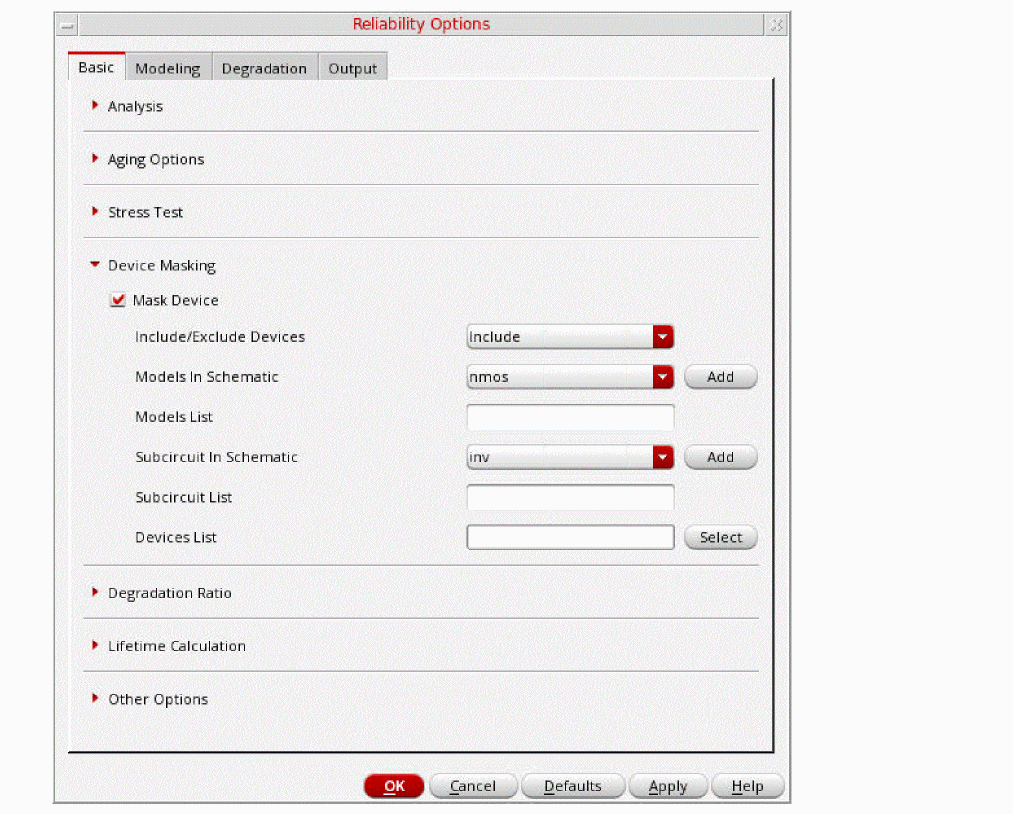 Reliability Options
Basic Modeling Degradation Output
Analysis
Aging Options
Stress Test
Device Masking
Mask Device
Include/Exclude Devices Include
Models In Schematic nmos Add
Models List
Subcircuit In Schematic inv Add
Subcircuit List
Devices List Select
Degradation Ratio
Lifetime Calculation
Other Options
OK Cancel Defaults Apply Help